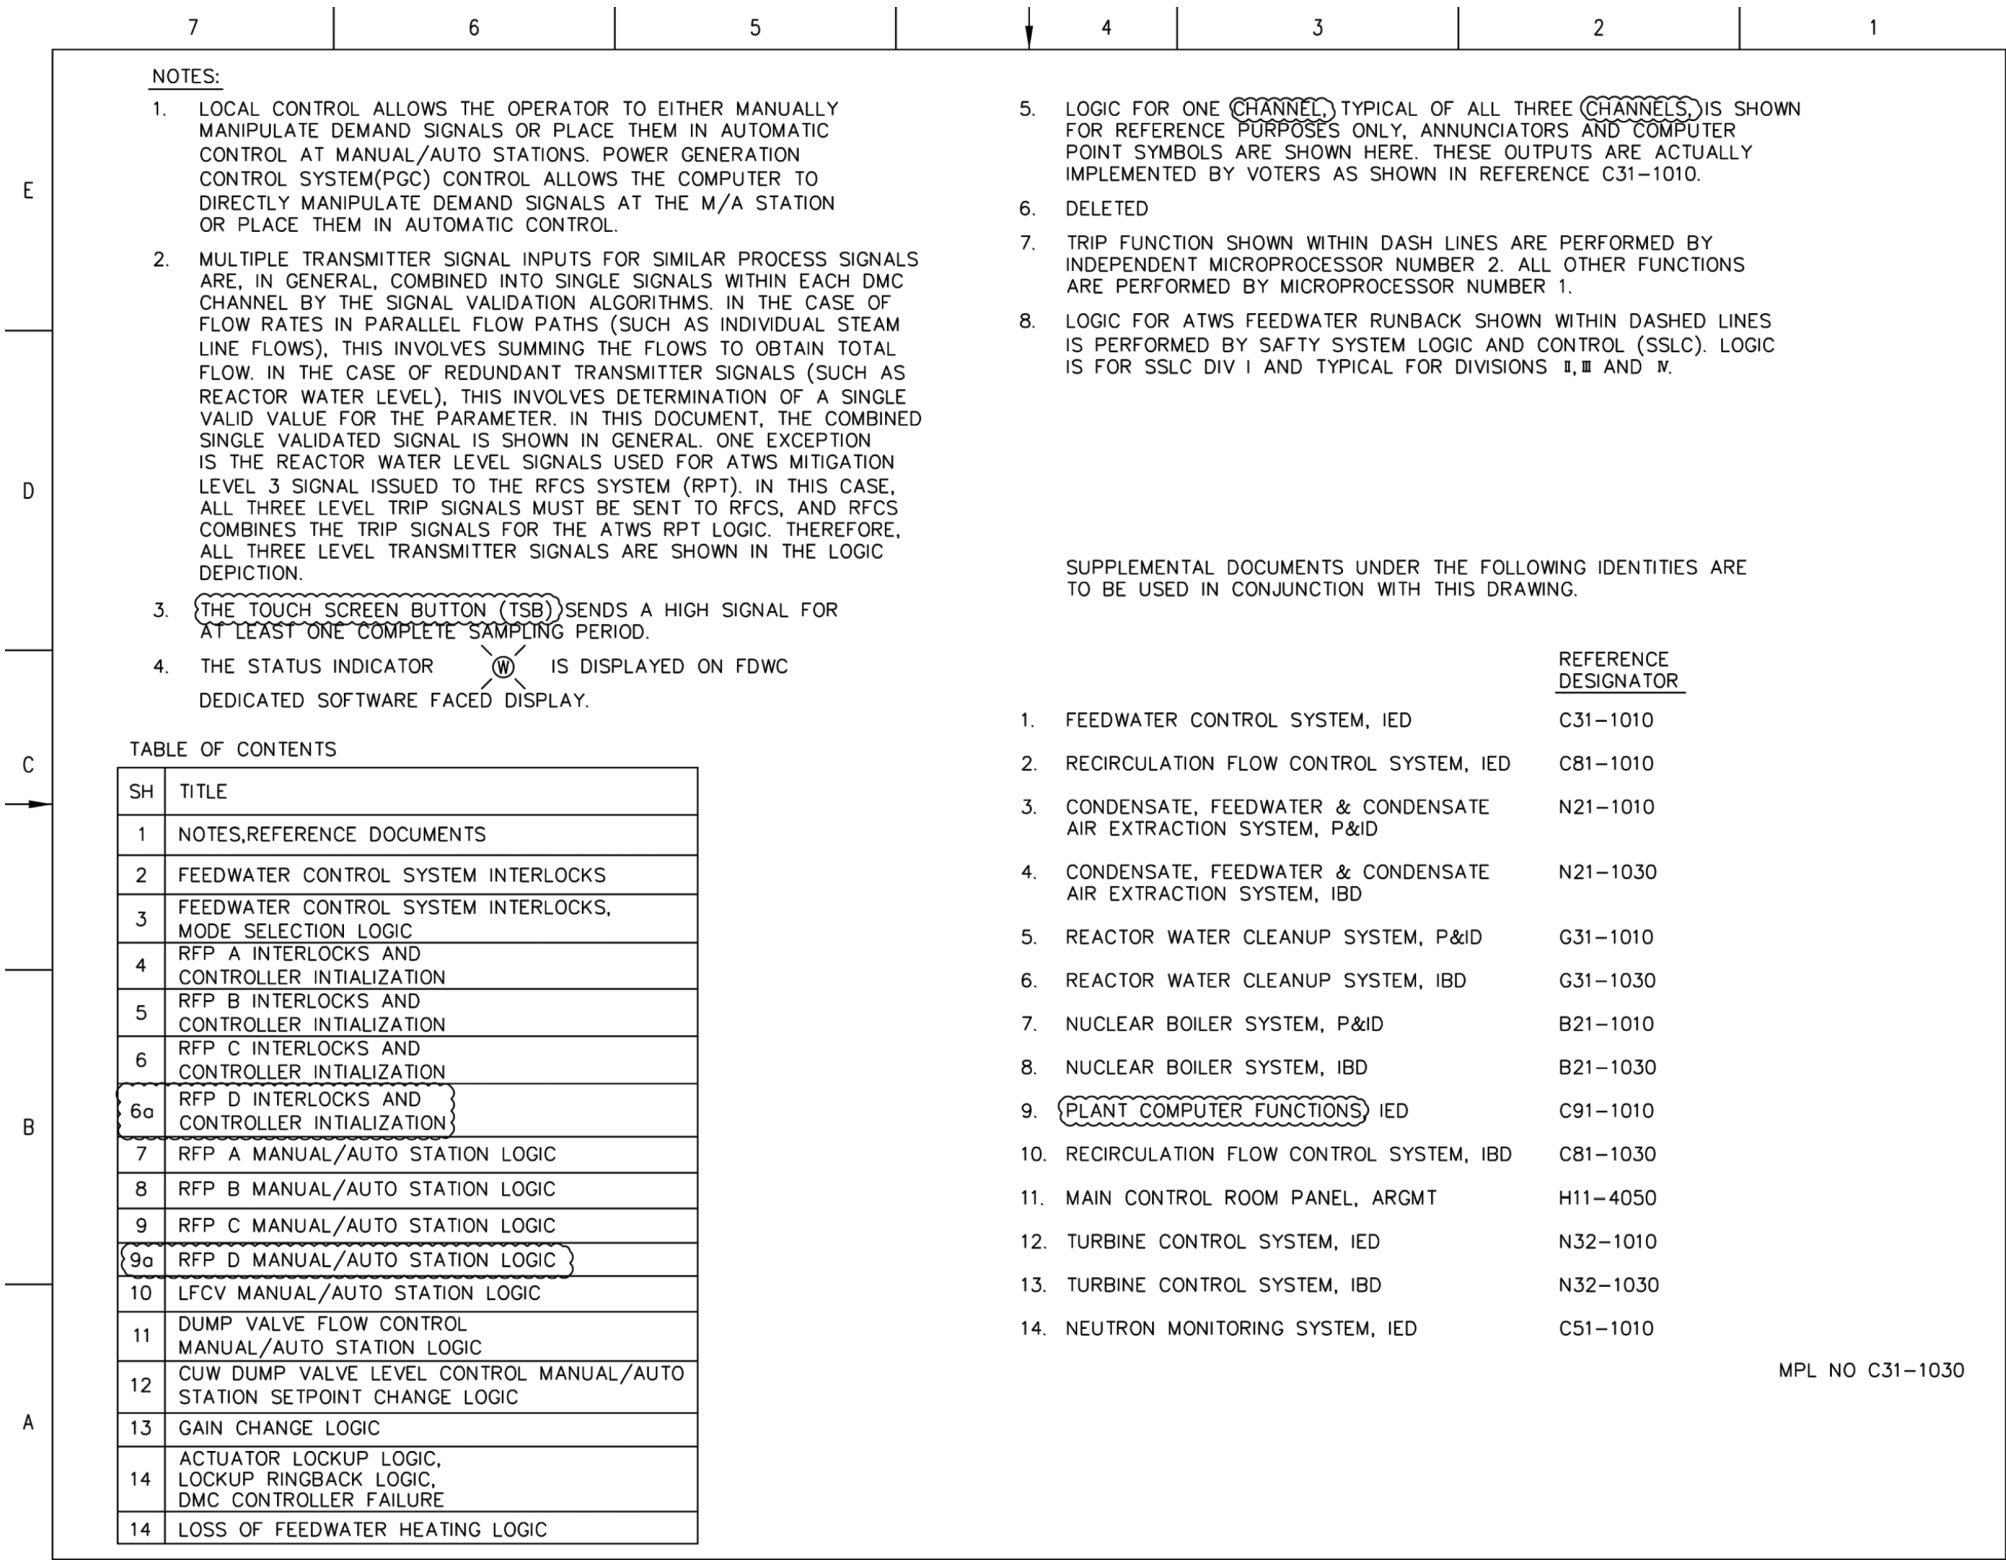 7 6 5 4 3 2 1
E
D
C
B
A
NOTES:
1. LOCAL CONTROL ALLOWS THE OPERATOR TO EITHER MANUALLY
MANIPULATE DEMAND SIGNALS OR PLACE THEM IN AUTOMATIC
CONTROL AT MANUAL/AUTO STATIONS. POWER GENERATION
CONTROL SYSTEM(PGC) CONTROL ALLOWS THE COMPUTER TO
DIRECTLY MANIPULATE DEMAND SIGNALS AT THE M/A STATION
OR PLACE THEM IN AUTOMATIC CONTROL.
2. MULTIPLE TRANSMITTER SIGNAL INPUTS FOR SIMILAR PROCESS SIGNALS
ARE, IN GENERAL, COMBINED INTO SINGLE SIGNALS WITHIN EACH DMC
CHANNEL BY THE SIGNAL VALIDATION ALGORITHMS. IN THE CASE OF
FLOW RATES IN PARALLEL FLOW PATHS (SUCH AS INDIVIDUAL STEAM
LINE FLOWS), THIS INVOLVES SUMMING THE FLOWS TO OBTAIN TOTAL
FLOW. IN THE CASE OF REDUNDANT TRANSMITTER SIGNALS (SUCH AS
REACTOR WATER LEVEL), THIS INVOLVES DETERMINATION OF A SINGLE
VALID VALUE FOR THE PARAMETER. IN THIS DOCUMENT, THE COMBINED
SINGLE VALIDATED SIGNAL IS SHOWN IN GENERAL. ONE EXCEPTION
IS THE REACTOR WATER LEVEL SIGNALS USED FOR ATWS MITIGATION
LEVEL 3 SIGNAL ISSUED TO THE RFCS SYSTEM (RPT). IN THIS CASE,
ALL THREE LEVEL TRIP SIGNALS MUST BE SENT TO RFCS, AND RFCS
COMBINES THE TRIP SIGNALS FOR THE ATWS RPT LOGIC. THEREFORE,
ALL THREE LEVEL TRANSMITTER SIGNALS ARE SHOWN IN THE LOGIC
DEPICTION.
3. THE TOUCH SCREEN BUTTON (TSB) SENDS A HIGH SIGNAL FOR
AT LEAST ONE COMPLETE SAMPLING PERIOD.
4. THE STATUS INDICATOR W IS DISPLAYED ON FDWC
DEDICATED SOFTWARE FACED DISPLAY.
TABLE OF CONTENTS
SH TITLE
1 NOTES,REFERENCE DOCUMENTS
2 FEEDWATER CONTROL SYSTEM INTERLOCKS
3 FEEDWATER CONTROL SYSTEM INTERLOCKS,
MODE SELECTION LOGIC
4 RFP A INTERLOCKS AND
CONTROLLER INTIALIZATION
5 RFP B INTERLOCKS AND
CONTROLLER INTIALIZATION
6 RFP C INTERLOCKS AND
CONTROLLER INTIALIZATION
6a RFP D INTERLOCKS AND
CONTROLLER INTIALIZATION
7 RFP A MANUAL/AUTO STATION LOGIC
8 RFP B MANUAL/AUTO STATION LOGIC
9 RFP C MANUAL/AUTO STATION LOGIC
9a RFP D MANUAL/AUTO STATION LOGIC
10 LFCV MANUAL/AUTO STATION LOGIC
11 DUMP VALVE FLOW CONTROL
MANUAL/AUTO STATION LOGIC
12 CUW DUMP VALVE LEVEL CONTROL MANUAL/AUTO
STATION SETPOINT CHANGE LOGIC
13 GAIN CHANGE LOGIC
14 ACTUATOR LOCKUP LOGIC,
LOCKUP RINGBACK LOGIC,
DMC CONTROLLER FAILURE
14 LOSS OF FEEDWATER HEATING LOGIC
5. LOGIC FOR ONE CHANNEL, TYPICAL OF ALL THREE CHANNELS, IS SHOWN
FOR REFERENCE PURPOSES ONLY, ANNUNCIATORS AND COMPUTER
POINT SYMBOLS ARE SHOWN HERE. THESE OUTPUTS ARE ACTUALLY
IMPLEMENTED BY VOTERS AS SHOWN IN REFERENCE C31-1010.
6. DELETED
7. TRIP FUNCTION SHOWN WITHIN DASH LINES ARE PERFORMED BY
INDEPENDENT MICROPROCESSOR NUMBER 2. ALL OTHER FUNCTIONS
ARE PERFORMED BY MICROPROCESSOR NUMBER 1.
8. LOGIC FOR ATWS FEEDWATER RUNBACK SHOWN WITHIN DASHED LINES
IS PERFORMED BY SAFTY SYSTEM LOGIC AND CONTROL (SSLC). LOGIC
IS FOR SSLC DIV I AND TYPICAL FOR DIVISIONS II, III AND IV.
SUPPLEMENTAL DOCUMENTS UNDER THE FOLLOWING IDENTITIES ARE
TO BE USED IN CONJUNCTION WITH THIS DRAWING.
REFERENCE
DESIGNATOR
1. FEEDWATER CONTROL SYSTEM, IED C31-1010
2. RECIRCULATION FLOW CONTROL SYSTEM, IED C81-1010
3. CONDENSATE, FEEDWATER & CONDENSATE N21-1010
AIR EXTRACTION SYSTEM, P&ID
4. CONDENSATE, FEEDWATER & CONDENSATE N21-1030
AIR EXTRACTION SYSTEM, IBD
5. REACTOR WATER CLEANUP SYSTEM, P&ID G31-1010
6. REACTOR WATER CLEANUP SYSTEM, IBD G31-1030
7. NUCLEAR BOILER SYSTEM, P&ID B21-1010
8. NUCLEAR BOILER SYSTEM, IBD B21-1030
9. PLANT COMPUTER FUNCTIONS, IED C91-1010
10. RECIRCULATION FLOW CONTROL SYSTEM, IBD C81-1030
11. MAIN CONTROL ROOM PANEL, ARGMT H11-4050
12. TURBINE CONTROL SYSTEM, IED N32-1010
13. TURBINE CONTROL SYSTEM, IBD N32-1030
14. NEUTRON MONITORING SYSTEM, IED C51-1010
MPL NO C31-1030